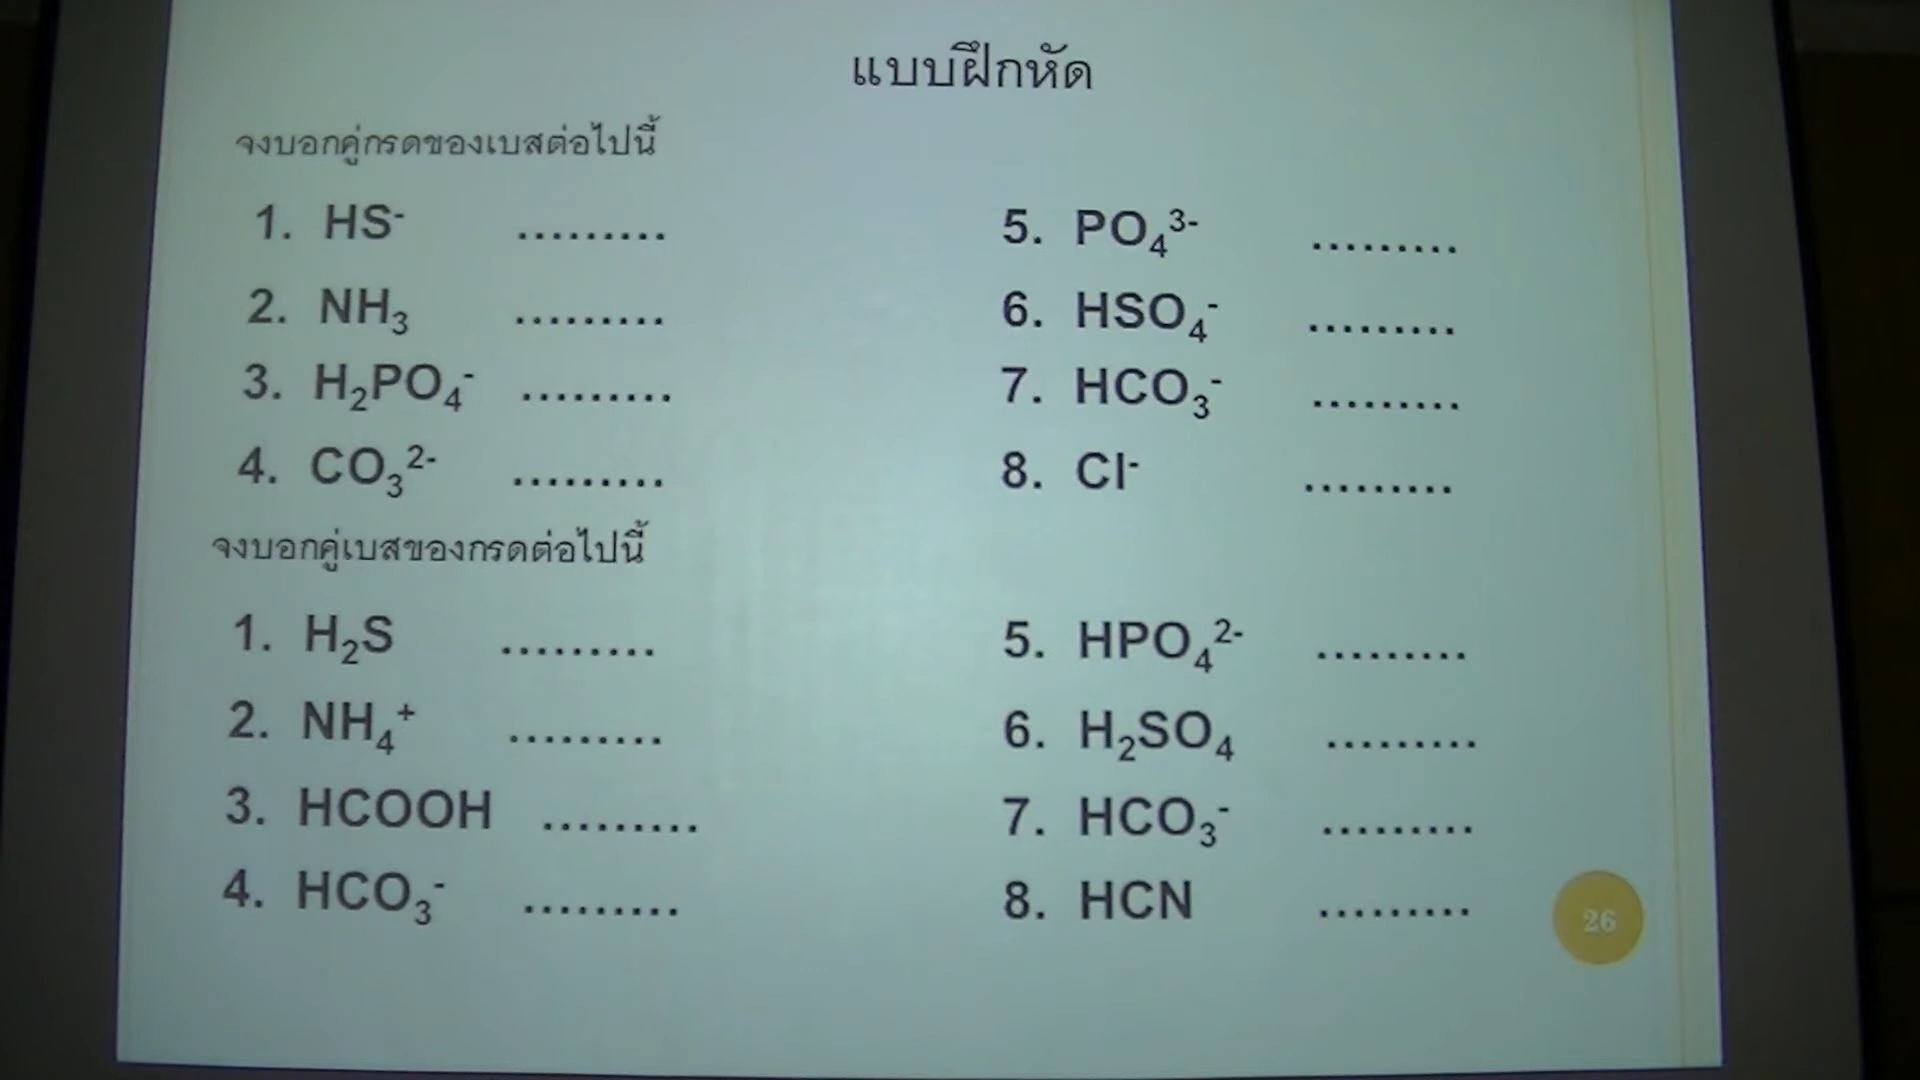 แบบฝึกหัด
จงบอกคู่กรดของเบสต่อไปนี้
1. HS⁻ .........
2. NH₃ .........
3. H₂PO₄⁻ .........
4. CO₃²⁻ .........
5. PO₄³⁻ .........
6. HSO₄⁻ .........
7. HCO₃⁻ .........
8. Cl⁻ .........
จงบอกคู่เบสของกรดต่อไปนี้
1. H₂S .........
2. NH₄⁺ .........
3. HCOOH .........
4. HCO₃⁻ .........
5. HPO₄²⁻ .........
6. H₂SO₄ .........
7. HCO₃⁻ .........
8. HCN .........
26